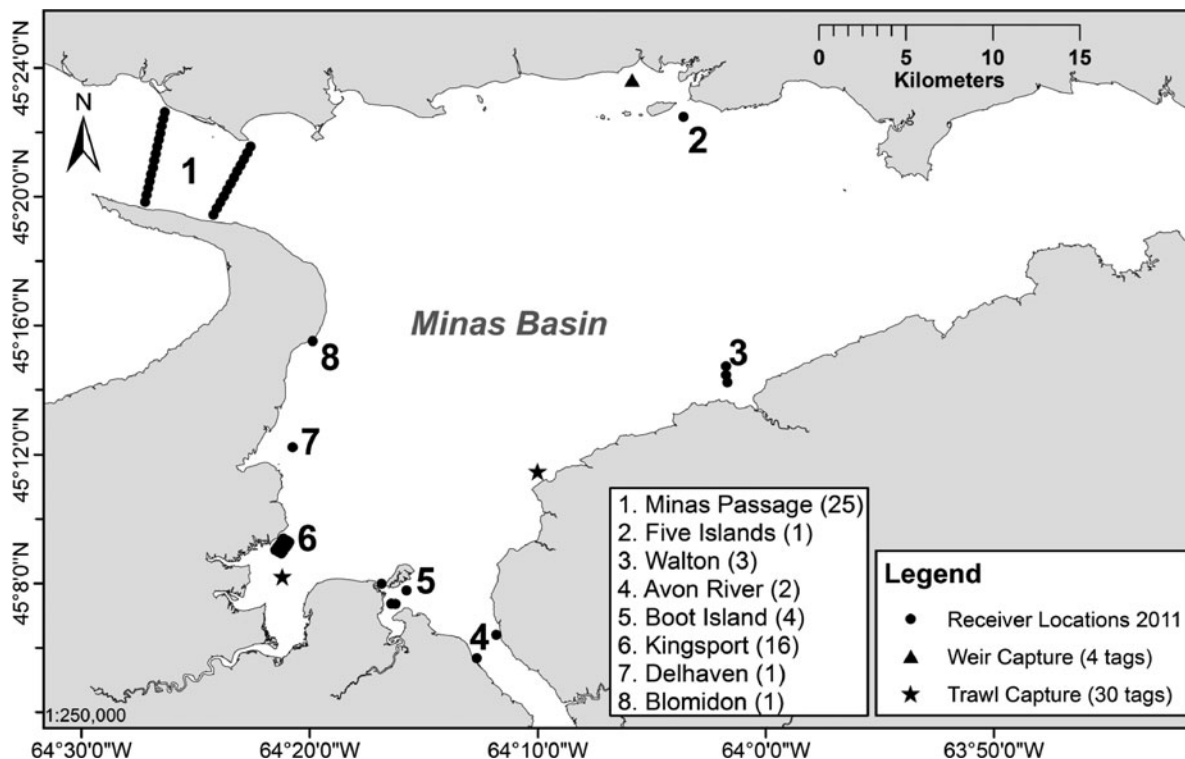 45°24'0"N
45°20'0"N
45°16'0"N
45°12'0"N
45°8'0"N
N
0 5 10 15
Kilometers
1
2
3
4
5
6
7
8
Minas Basin
1. Minas Passage (25)
2. Five Islands (1)
3. Walton (3)
4. Avon River (2)
5. Boot Island (4)
6. Kingsport (16)
7. Delhaven (1)
8. Blomidon (1)
Legend
Receiver Locations 2011
Weir Capture (4 tags)
Trawl Capture (30 tags)
1:250,000
64°30'0"W 64°20'0"W 64°10'0"W 64°0'0"W 63°50'0"W